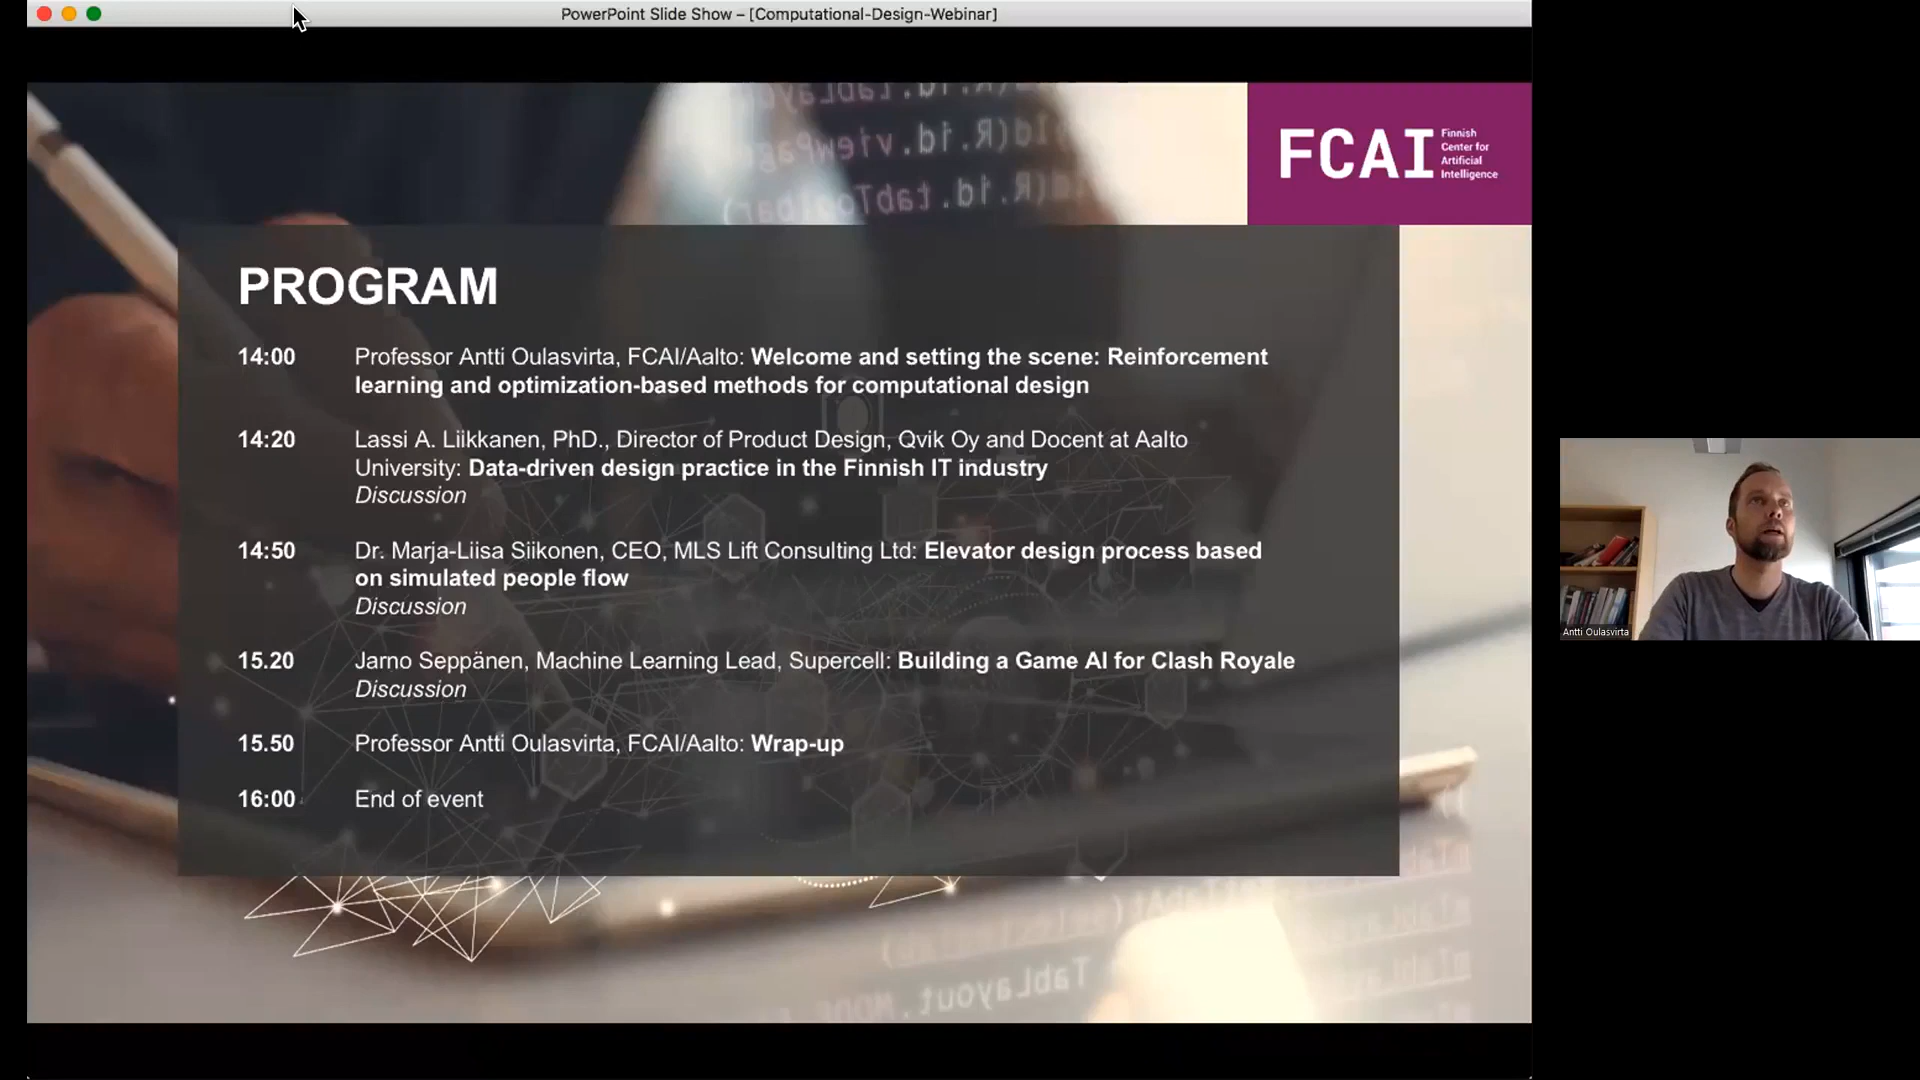 PowerPoint Slide Show – [Computational-Design-Webinar]
FCAI
Finnish
Center for
Artificial
Intelligence
PROGRAM
14:00 Professor Antti Oulasvirta, FCAI/Aalto: Welcome and setting the scene: Reinforcement
learning and optimization-based methods for computational design
14:20 Lassi A. Liikkanen, PhD., Director of Product Design, Qvik Oy and Docent at Aalto
University: Data-driven design practice in the Finnish IT industry
Discussion
14:50 Dr. Marja-Liisa Siikonen, CEO, MLS Lift Consulting Ltd: Elevator design process based
on simulated people flow
Discussion
15.20 Jarno Seppänen, Machine Learning Lead, Supercell: Building a Game AI for Clash Royale
Discussion
15.50 Professor Antti Oulasvirta, FCAI/Aalto: Wrap-up
16:00 End of event
Antti Oulasvirta